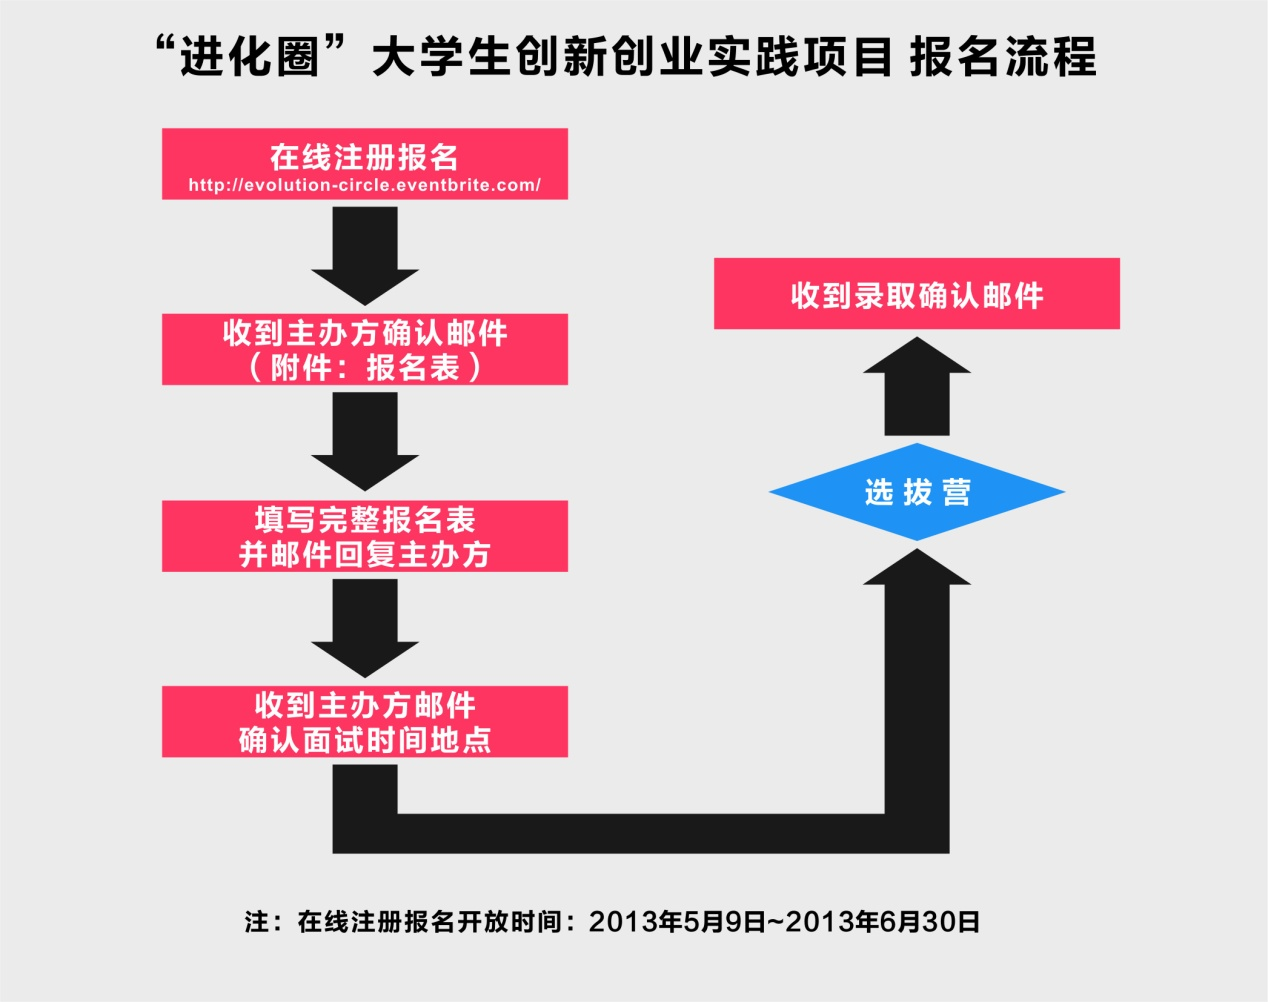 “进化圈”大学生创新创业实践项目 报名流程
在线注册报名
http://evolution-circle.eventbrite.com/
收到主办方确认邮件
（附件：报名表）
填写完整报名表
并邮件回复主办方
收到主办方邮件
确认面试时间地点
选拔营
收到录取确认邮件
注：在线注册报名开放时间：2013年5月9日~2013年6月30日